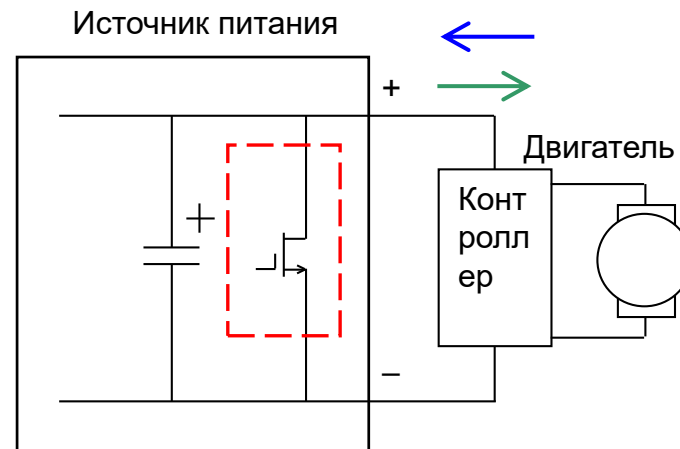 Источник питания
+
Двигатель
Конт
ролл
ер
+
–